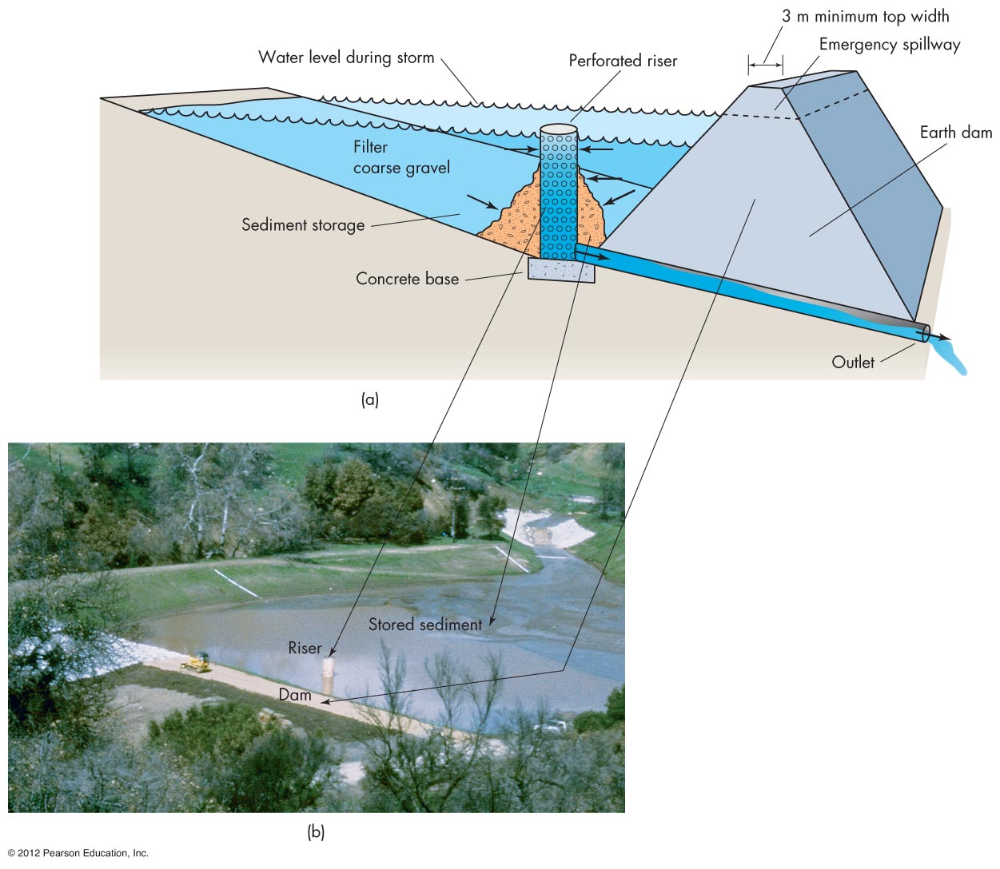 3 m minimum top width
Emergency spillway
Water level during storm
Perforated riser
Earth dam
Filter
coarse gravel
Sediment storage
Concrete base
Outlet
(a)
Stored sediment
Riser
Dam
(b)
© 2012 Pearson Education, Inc.